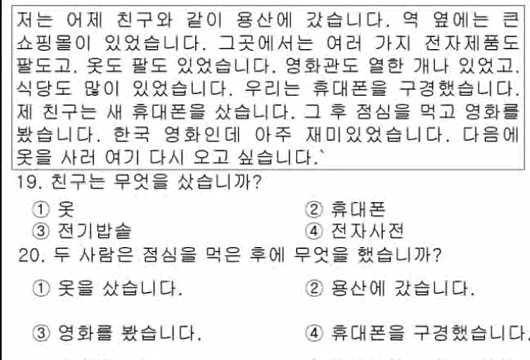 저는 어제 친구와 같이 용산에 갔습니다. 역 옆에는 큰
쇼핑몰이 있었습니다. 그곳에서는 여러 가지 전자제품도
팔도고, 옷도 팔도 있었습니다. 영화관도 열한 개나 있었고,
식당도 많이 있었습니다. 우리는 휴대폰을 구경했습니다.
제 친구는 새 휴대폰을 샀습니다. 그 후 점심을 먹고 영화를
봤습니다. 한국 영화인데 아주 재미있었습니다. 다음에
옷을 사러 여기 다시 오고 싶습니다.`
19. 친구는 무엇을 샀습니까?
① 옷 ② 휴대폰
③ 전기밥솥 ④ 전자사전
20. 두 사람은 점심을 먹은 후에 무엇을 했습니까?
① 옷을 샀습니다. ② 용산에 갔습니다.
③ 영화를 봤습니다. ④ 휴대폰을 구경했습니다.